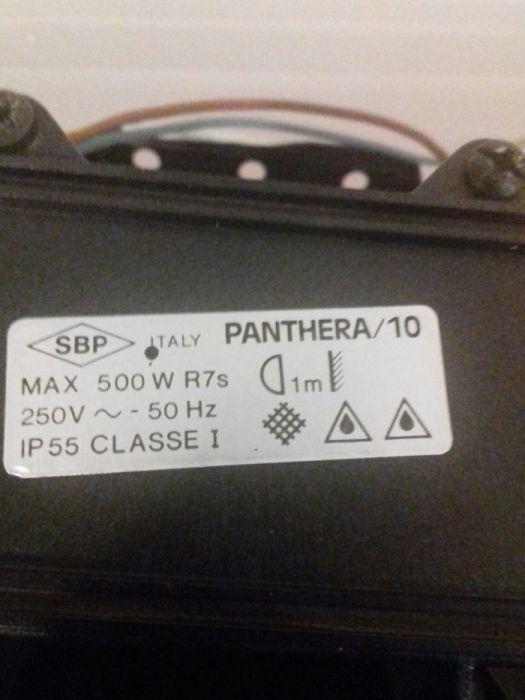 SBP ITALY PANTHERA/10
MAX 500 W R7s 1m
250V ~ - 50 Hz
IP55 CLASSE I